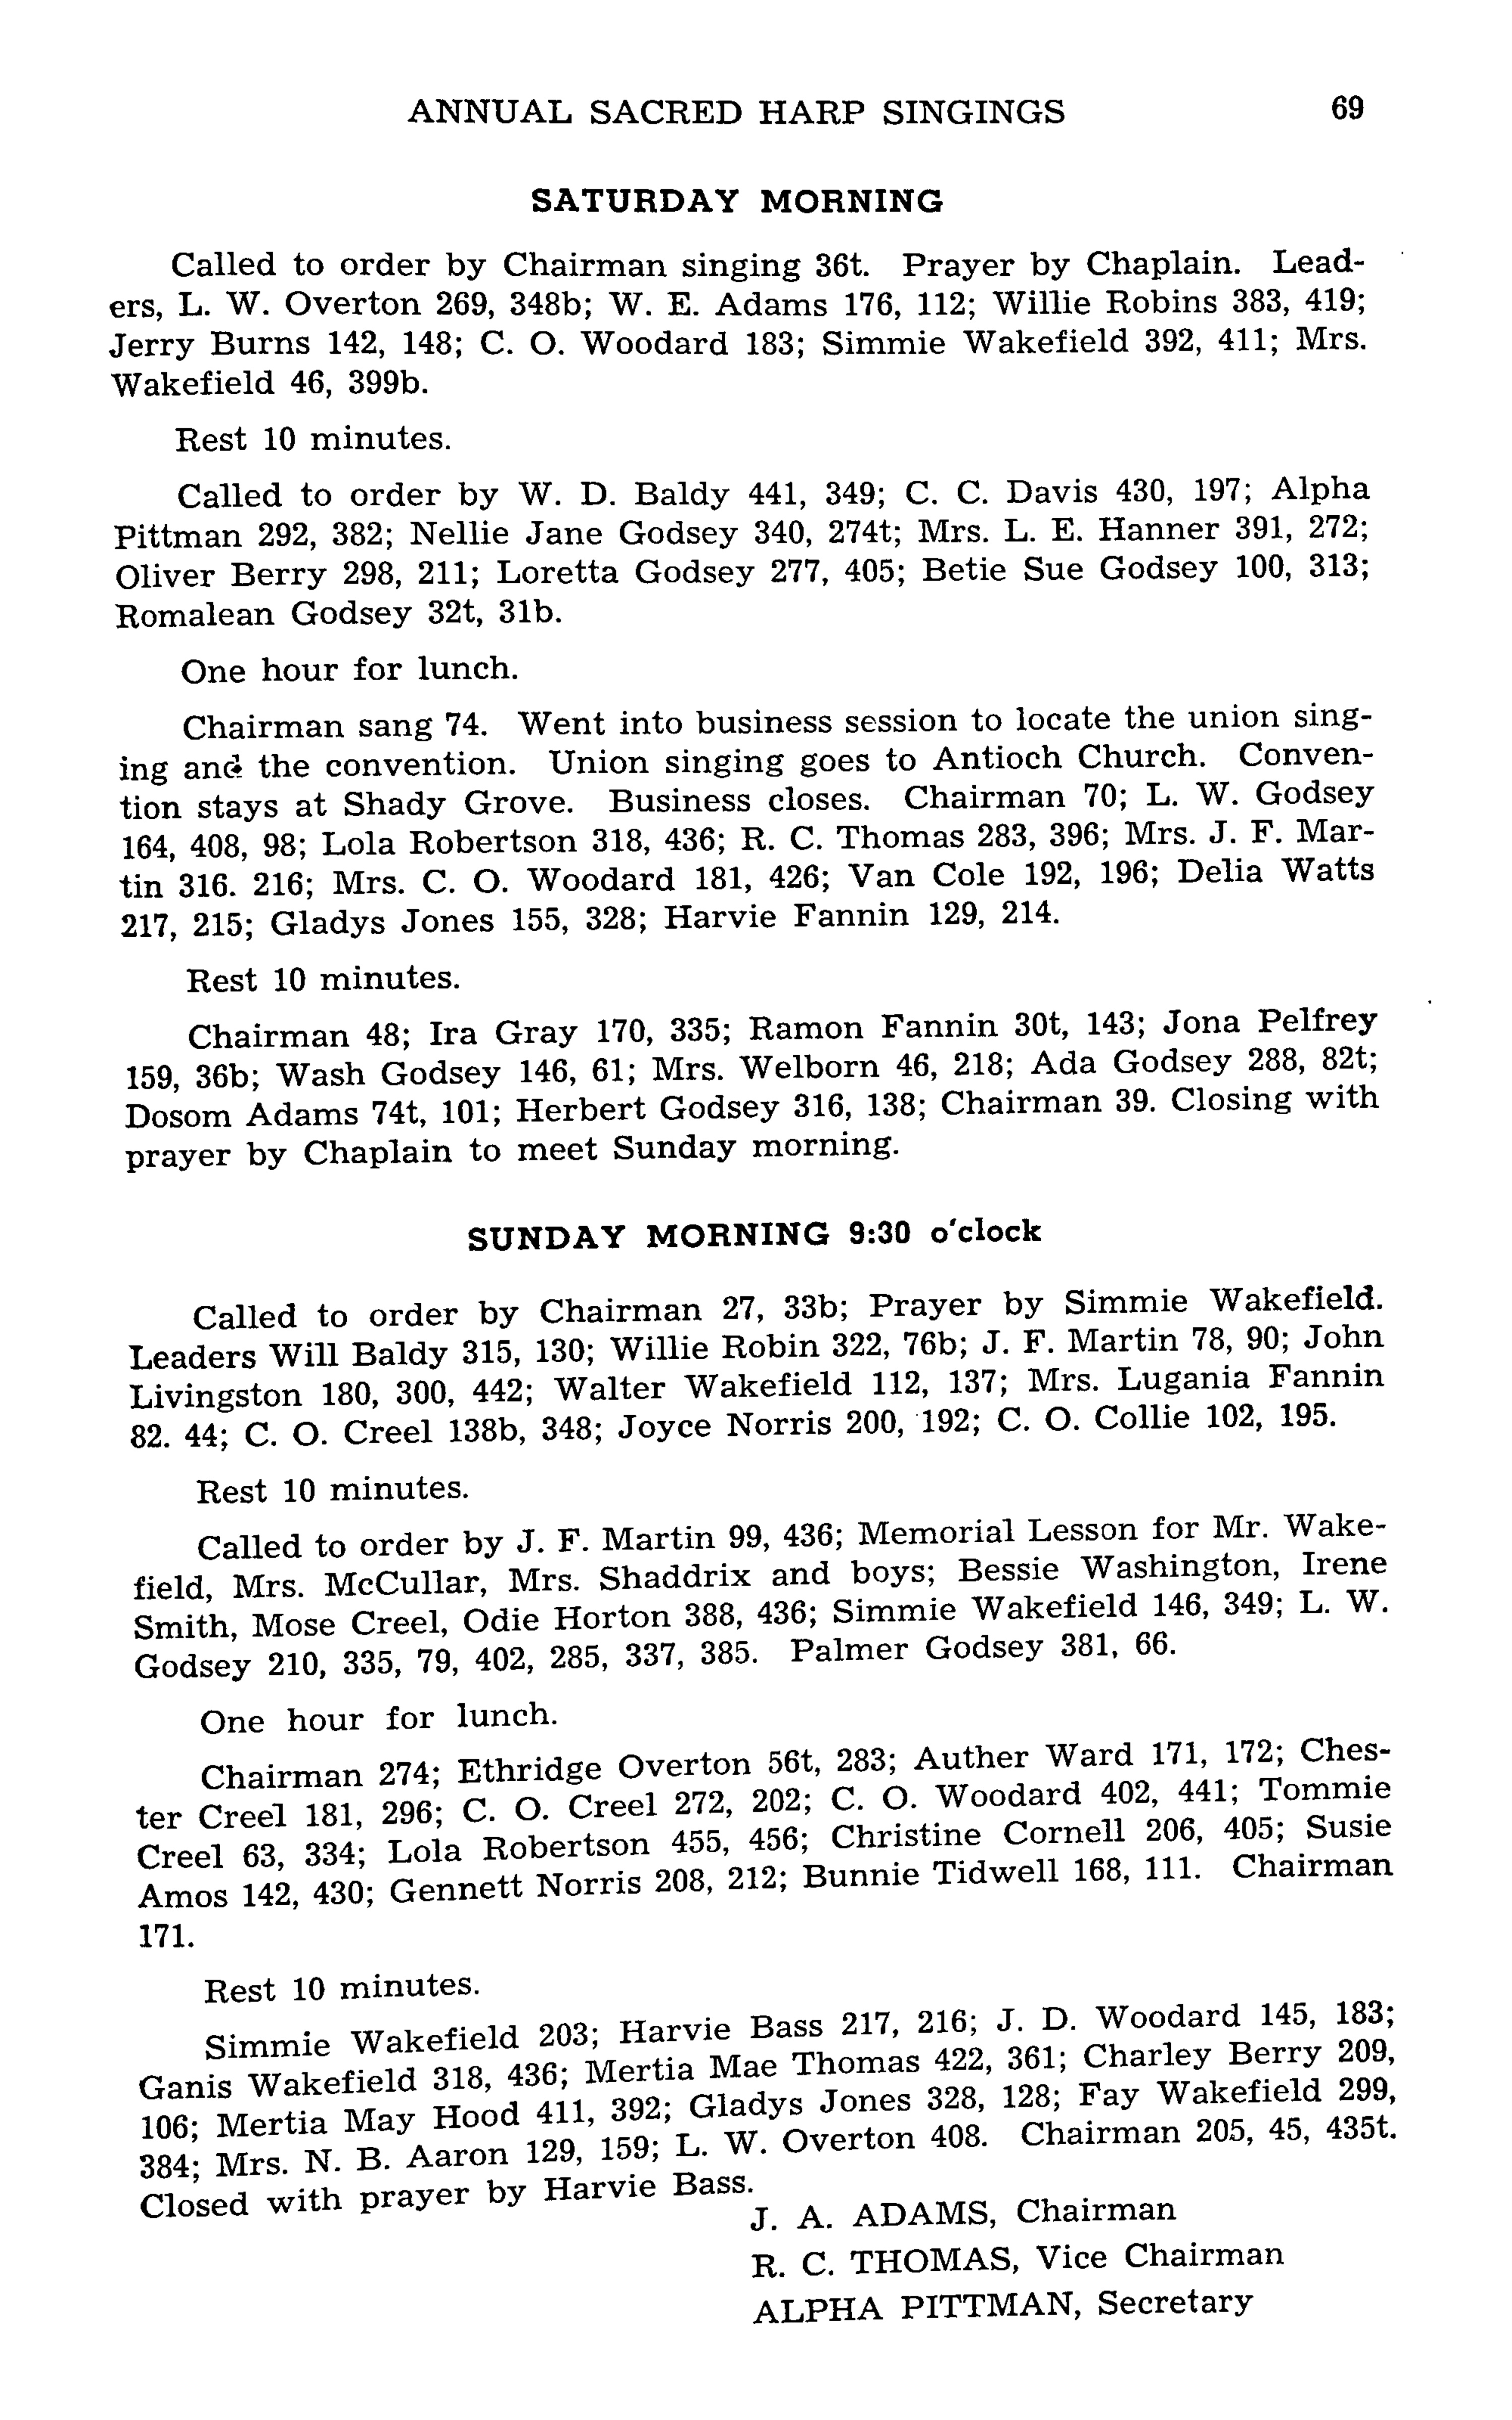 ANNUAL SACRED HARP SINGINGS 69
SATURDAY MORNING
Called to order by Chairman singing 36t. Prayer by Chaplain. Lead-
ers, L. W. Overton 269, 348b; W. E. Adams 176, 112; Willie Robins 383, 419;
Jerry Burns 142, 148; C. O. Woodard 183; Simmie Wakefield 392, 411; Mrs.
Wakefield 46, 399b.
Rest 10 minutes.
Called to order by W. D. Baldy 441, 349; C. C. Davis 430, 197; Alpha
Pittman 292, 382; Nellie Jane Godsey 340, 274t; Mrs. L. E. Hanner 391, 272;
Oliver Berry 298, 211; Loretta Godsey 277, 405; Betie Sue Godsey 100, 313;
Romalean Godsey 32t, 31b.
One hour for lunch.
Chairman sang 74. Went into business session to locate the union sing-
ing and the convention. Union singing goes to Antioch Church. Conven-
tion stays at Shady Grove. Business closes. Chairman 70; L. W. Godsey
164, 408, 98; Lola Robertson 318, 436; R. C. Thomas 283, 396; Mrs. J. F. Mar-
tin 316. 216; Mrs. C. O. Woodard 181, 426; Van Cole 192, 196; Delia Watts
217, 215; Gladys Jones 155, 328; Harvie Fannin 129, 214.
Rest 10 minutes.
Chairman 48; Ira Gray 170, 335; Ramon Fannin 30t, 143; Jona Pelfrey
159, 36b; Wash Godsey 146, 61; Mrs. Welborn 46, 218; Ada Godsey 288, 82t;
Dosom Adams 74t, 101; Herbert Godsey 316, 138; Chairman 39. Closing with
prayer by Chaplain to meet Sunday morning.
SUNDAY MORNING 9:30 o'clock
Called to order by Chairman 27, 33b; Prayer by Simmie Wakefield.
Leaders Will Baldy 315, 130; Willie Robin 322, 76b; J. F. Martin 78, 90; John
Livingston 180, 300, 442; Walter Wakefield 112, 137; Mrs. Lugania Fannin
82. 44; C. O. Creel 138b, 348; Joyce Norris 200, 192; C. O. Collie 102, 195.
Rest 10 minutes.
Called to order by J. F. Martin 99, 436; Memorial Lesson for Mr. Wake-
field, Mrs. McCullar, Mrs. Shaddrix and boys; Bessie Washington, Irene
Smith, Mose Creel, Odie Horton 388, 436; Simmie Wakefield 146, 349; L. W.
Godsey 210, 335, 79, 402, 285, 337, 385. Palmer Godsey 381, 66.
One hour for lunch.
Chairman 274; Ethridge Overton 56t, 283; Auther Ward 171, 172; Ches-
ter Creel 181, 296; C. O. Creel 272, 202; C. O. Woodard 402, 441; Tommie
Creel 63, 334; Lola Robertson 455, 456; Christine Cornell 206, 405; Susie
Amos 142, 430; Gennett Norris 208, 212; Bunnie Tidwell 168, 111. Chairman
171.
Rest 10 minutes.
Simmie Wakefield 203; Harvie Bass 217, 216; J. D. Woodard 145, 183;
Ganis Wakefield 318, 436; Mertia Mae Thomas 422, 361; Charley Berry 209,
106; Mertia May Hood 411, 392; Gladys Jones 328, 128; Fay Wakefield 299,
384; Mrs. N. B. Aaron 129, 159; L. W. Overton 408. Chairman 205, 45, 435t.
Closed with prayer by Harvie Bass.
J. A. ADAMS, Chairman
R. C. THOMAS, Vice Chairman
ALPHA PITTMAN, Secretary